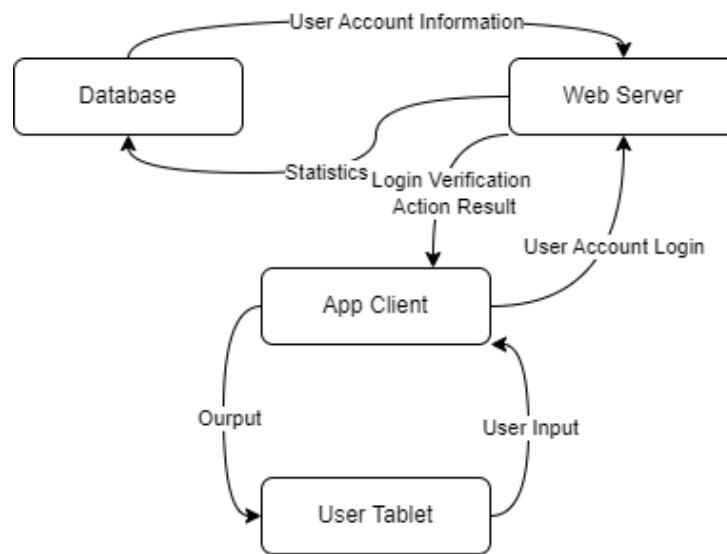 User Account Information
Database
Web Server
Statistics
Login Verification
Action Result
User Account Login
App Client
Ourput
User Input
User Tablet